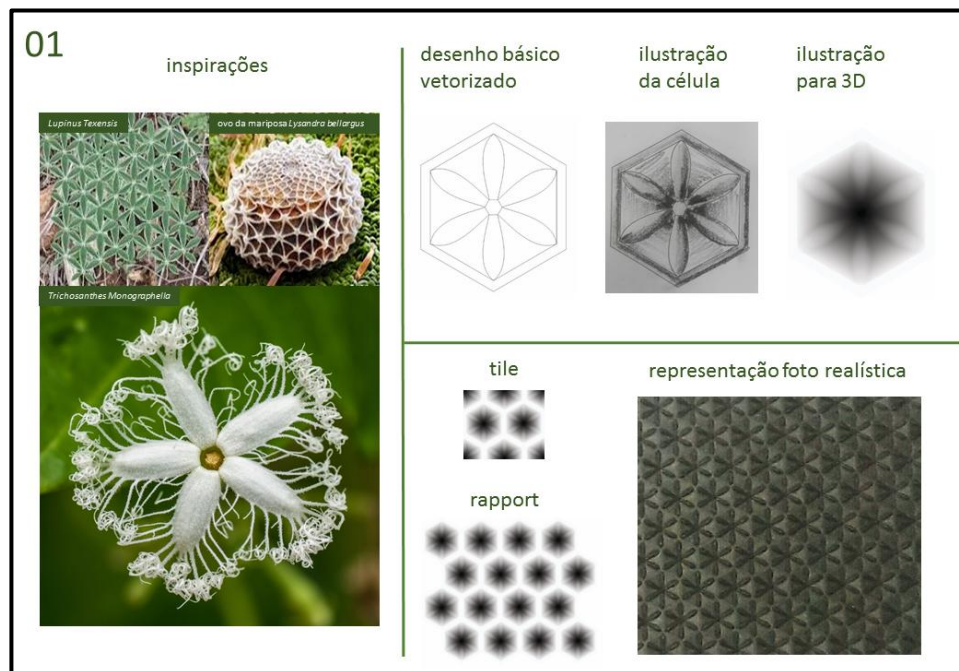 01
inspirações
Lupinus Texensis
ovo da mariposa Lysandra bellargus
Trichosanthes Monographella
desenho básico
vetorizado
ilustração
da célula
ilustração
para 3D
tile
rapport
representação foto realística